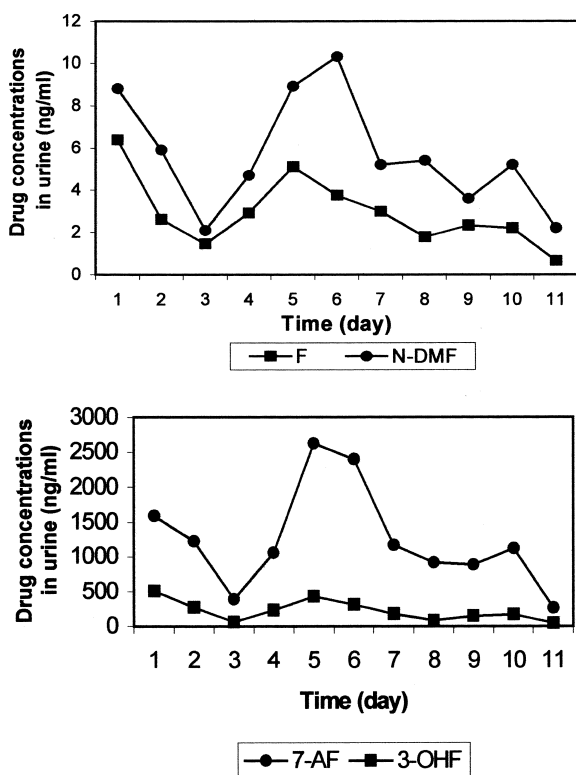 12
10
8
6
4
2
0
Drug concentrations
in urine (ng/ml)
1 2 3 4 5 6 7 8 9 10 11
Time (day)
F N-DMF
3000
2500
2000
1500
1000
500
0
Drug concentrations
in urine (ng/ml)
1 2 3 4 5 6 7 8 9 10 11
Time (day)
7-AF 3-OHF